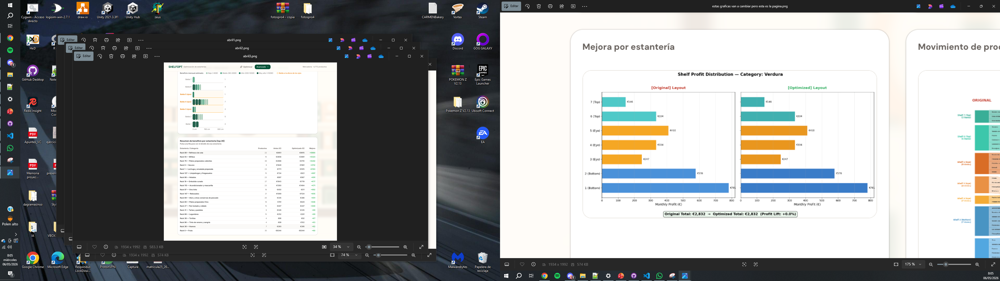 Cygwin - Acceso directo
logisim-win-2.7.1
draw.io
Unity 2021.3.3f1
Unity Hub
zeus
fotospro4 - copia
fotospro4
CARMENBakery
Vortex
Steam
HxD
GitHub Desktop
Redis Insight
Apuntes_VC
Memoria proyec...
dagramasInso
IA
Google Chrome
Microsoft Edge
Respondus LockDow...
ProtonVPN
Captura
matricula25_26...
Discord
GOG GALAXY
POKEMON Z V2.13
Epic Games Launcher
Pokemon Z V2.13
Ubisoft Connect
EA
Malwarebytes
Papelera de reciclaje
Polen alto
8:05
miércoles
06/05/2026
Editar
abril1.png
Editar
abril2.png
Editar
abril3.png
SHELFOPT
Optimización de estanterías
Optimizar
Avanzado
Mercadona · 4,772 productos
Beneficio mensual estimado:
Bajo (<60€)
Medio (60-200€)
Alto (200-500€)
Muy alto (>500€)
Balda a la altura de los ojos
Balda 7
1
Balda 6
4
Balda 5 (ojos)
1
Balda 4 (ojos)
7
Balda 3 (ojos)
2
Balda 2
5
Balda 1
2
0 cm
150 cm
300 cm
Resumen de beneficio por estantería (top 20)
Pulsa una fila para ver el detalle de esa estantería
Estantería / Categoría Productos Antes (€) Optimizado (€) Mejora
Rack 89 — Refresco de cola 22 €8951 €9915 +€964
Rack 55 — Bífidus 10 €3658 €3981 +€323
Rack 79 — Platos preparados calientes 38 €2868 €3110 +€242
Rack 9 — Vacuno 9 €1849 €1961 +€112
Rack 1 — Lechuga y ensalada preparada 23 €1711 €1815 +€103
Rack 137 — Limpiahogar y friegasuelos 15 €724 €821 +€97
Rack 86 — Helados 23 €897 €987 +€91
Rack 19 — Embutido curado 27 €1643 €1719 +€77
Rack 115 — Acondicionador y mascarilla 23 €1393 €1464 +€71
Rack 97 — Vino tinto 18 €450 €511 +€62
Rack 147 — Rebozados 21 €1069 €1124 +€55
Rack 69 — Atún y otras conservas de pescado 20 €335 €386 +€51
Rack 80 — Platos preparados fríos 18 €781 €829 +€48
Rack 27 — Pan tostado y rallado 15 €407 €447 +€40
Rack 31 — Tartas y pasteles 9 €326 €335 +€9
Rack 68 — Legumbres 15 €252 €261 +€9
Rack 38 — Tortillas 4 €86 €92 +€7
Rack 96 — Tinto de verano y sangría 4 €99 €102 +€3
Rack 36 — Huevos 7 €393 €395 +€2
Rack 0 — Fruta 20 €8344 €8344 +€0
1934 x 1992
583.3 KB
34 %
1934 x 1992
574 KB
74 %
Editar
estas graficas van a cambiar pero esta es la pagina.png
Mejora por estantería
Shelf Profit Distribution — Category: Verdura
[Original] Layout
[Optimized] Layout
7 [Top]
€146
€146
6 [Top]
€334
€334
5 (Eye)
€410
€410
4 (Eye)
€334
€334
3 (Eye)
€247
€247
2 (Bottom)
€578
€578
1 (Bottom)
€781
€781
0 100 200 300 400 500 600 700 800
0 100 200 300 400 500 600 700 800
Monthly Profit (€)
Monthly Profit (€)
Original Total: €2,832 → Optimized Total: €2,832 (Profit Lift: +0.0%)
Movimiento de pro
ORIGINAL
1934 x 1992
574 KB
175 %
8:05
06/05/2026